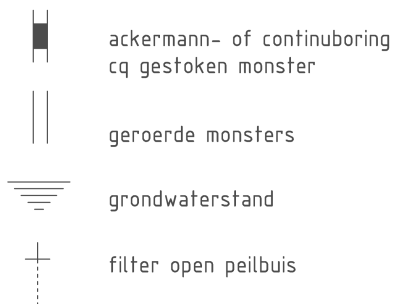 ackermann- of continuboring
cq gestoken monster
geroerde monsters
grondwaterstand
filter open peilbuis